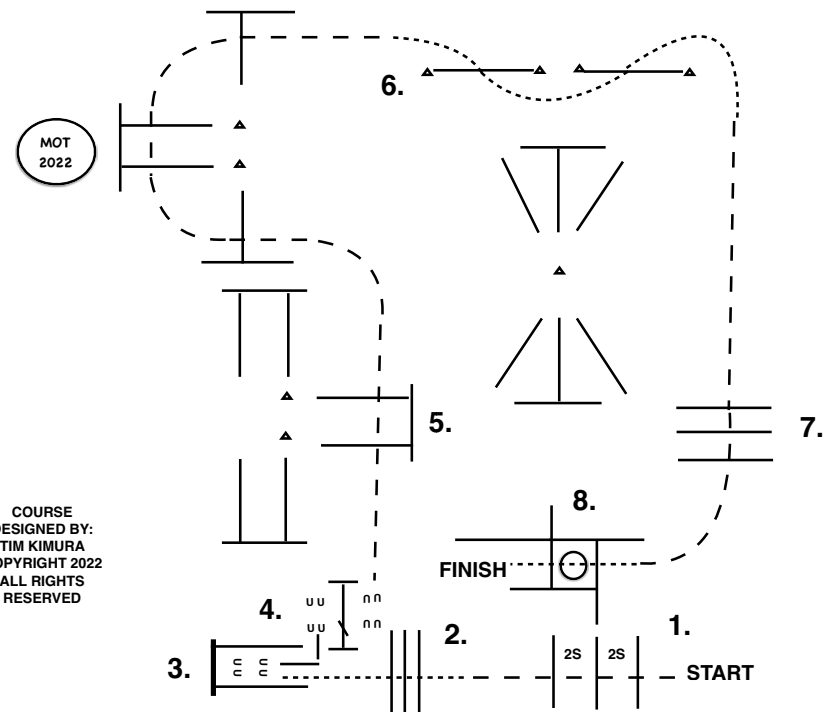 6.
MOT
2022
5.
7.
8.
COURSE
DESIGNED BY:
TIM KIMURA
COPYRIGHT 2022
ALL RIGHTS
RESERVED
FINISH
4.
2.
1.
2S
2S
3.
START